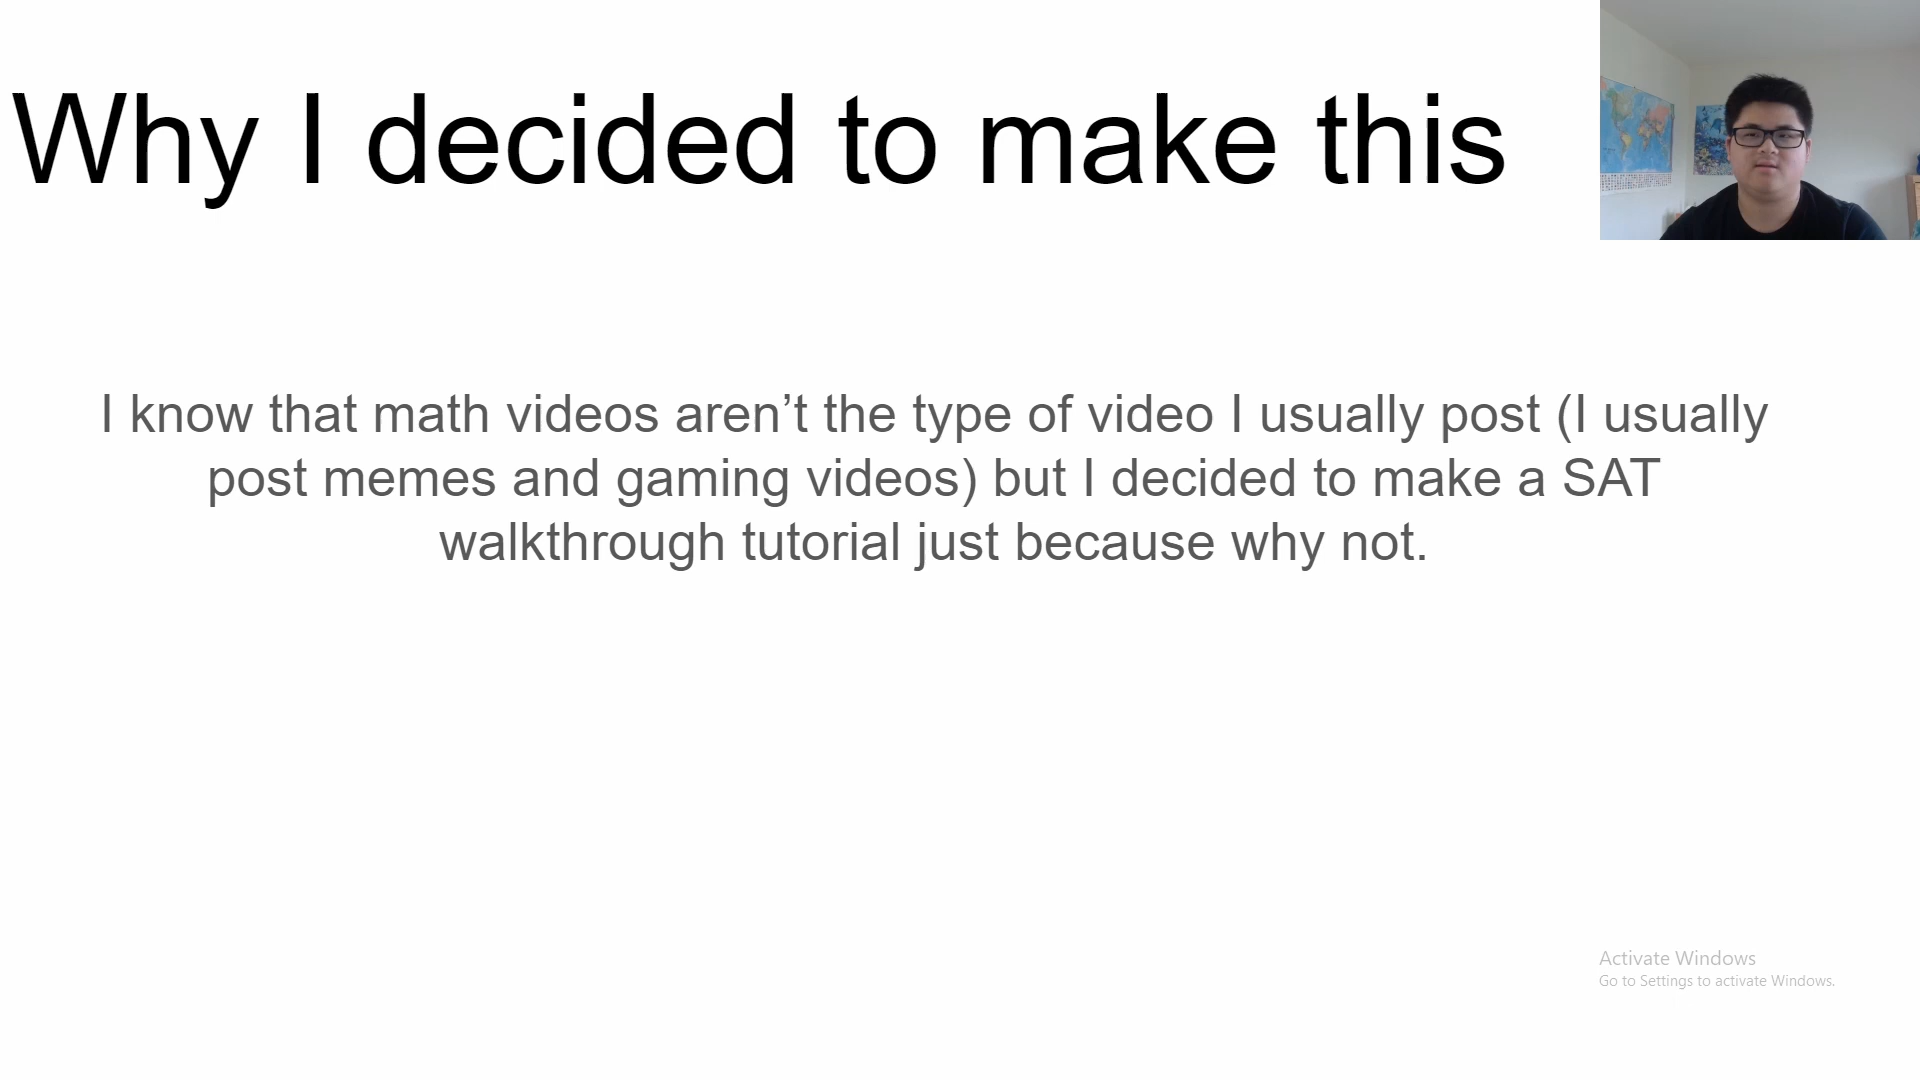 Why I decided to make this
I know that math videos aren’t the type of video I usually post (I usually
post memes and gaming videos) but I decided to make a SAT
walkthrough tutorial just because why not.
Activate Windows
Go to Settings to activate Windows.